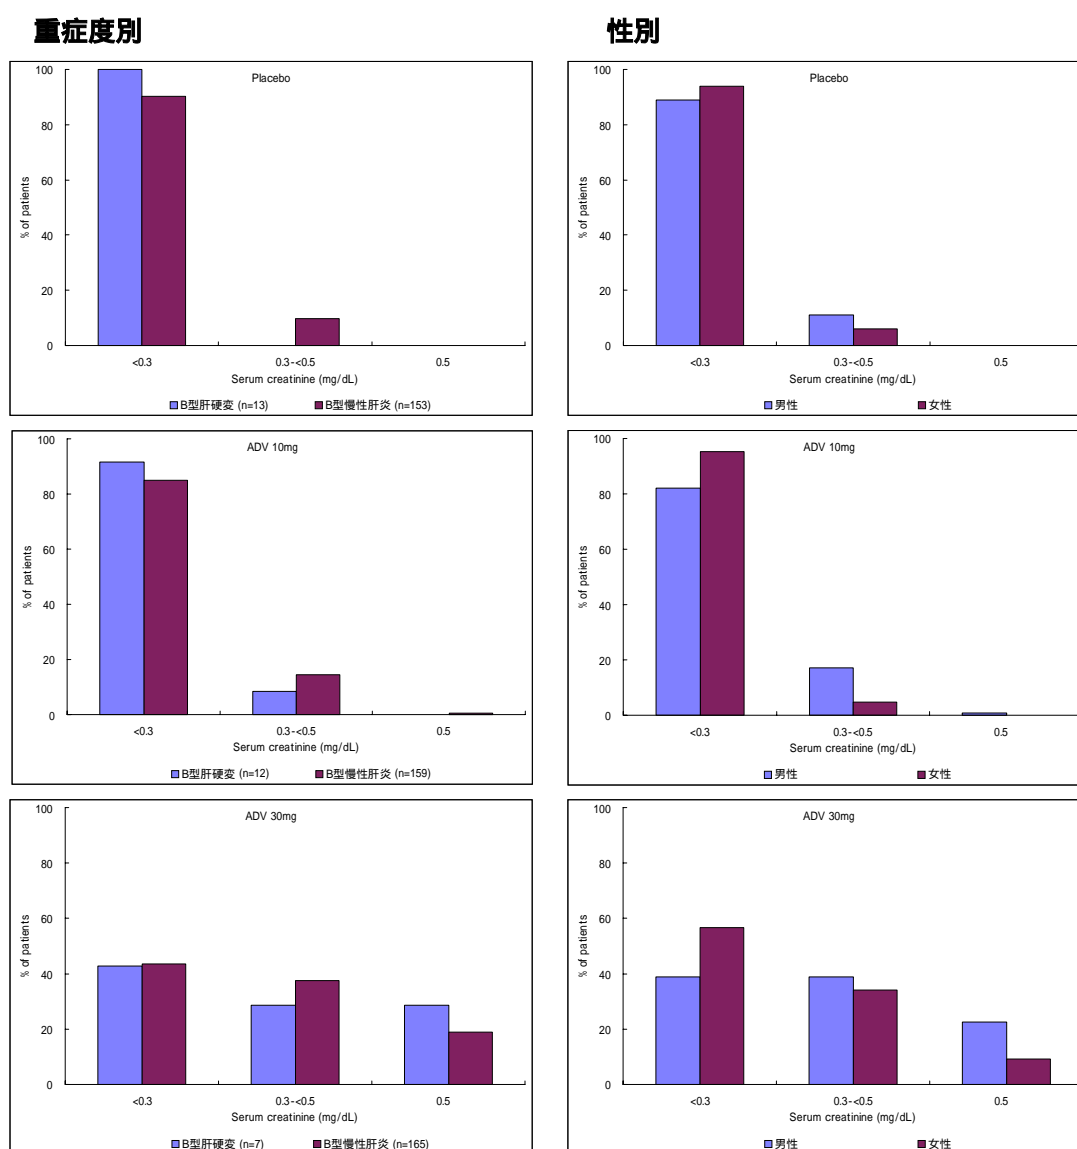 重症度別
Placebo
100
80
60
40
20
0
% of patients
<0.3 0.3-<0.5 0.5
Serum creatinine (mg/dL)
B型肝硬変 (n=13) B型慢性肝炎 (n=153)
ADV 10mg
100
80
60
40
20
0
% of patients
<0.3 0.3-<0.5 0.5
Serum creatinine (mg/dL)
B型肝硬変 (n=12) B型慢性肝炎 (n=159)
ADV 30mg
100
80
60
40
20
0
% of patients
<0.3 0.3-<0.5 0.5
Serum creatinine (mg/dL)
B型肝硬変 (n=7) B型慢性肝炎 (n=165)
性別
Placebo
100
80
60
40
20
0
% of patients
<0.3 0.3-<0.5 0.5
Serum creatinine (mg/dL)
男性 女性
ADV 10mg
100
80
60
40
20
0
% of patients
<0.3 0.3-<0.5 0.5
Serum creatinine (mg/dL)
男性 女性
ADV 30mg
100
80
60
40
20
0
% of patients
<0.3 0.3-<0.5 0.5
Serum creatinine (mg/dL)
男性 女性